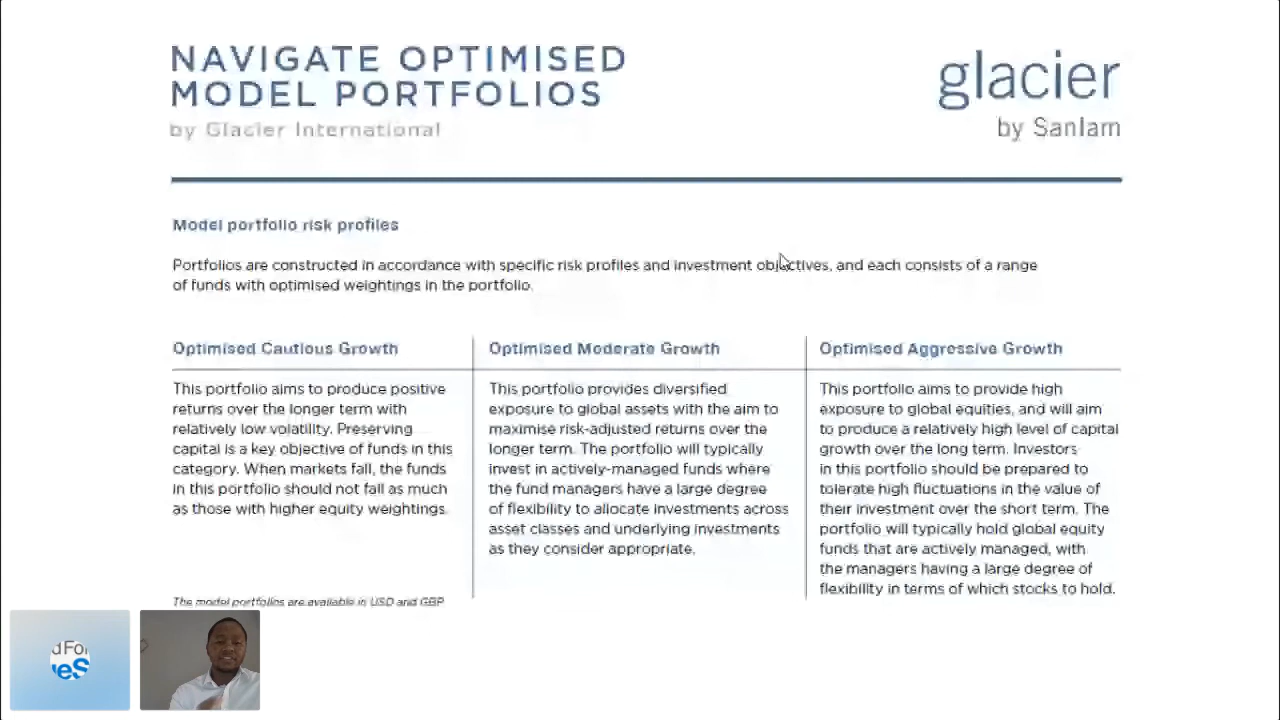 NAVIGATE OPTIMISED
MODEL PORTFOLIOS
by Glacier International
glacier
by Sanlam
Model portfolio risk profiles
Portfolios are constructed in accordance with specific risk profiles and investment objectives, and each consists of a range
of funds with optimised weightings in the portfolio.
Optimised Cautious Growth
This portfolio aims to produce positive
returns over the longer term with
relatively low volatility. Preserving
capital is a key objective of funds in this
category. When markets fall, the funds
in this portfolio should not fall as much
as those with higher equity weightings.
Optimised Moderate Growth
This portfolio provides diversified
exposure to global assets with the aim to
maximise risk-adjusted returns over the
longer term. The portfolio will typically
invest in actively-managed funds where
the fund managers have a large degree
of flexibility to allocate investments across
asset classes and underlying investments
as they consider appropriate.
Optimised Aggressive Growth
This portfolio aims to provide high
exposure to global equities, and will aim
to produce a relatively high level of capital
growth over the long term. Investors
in this portfolio should be prepared to
tolerate high fluctuations in the value of
their investment over the short term. The
portfolio will typically hold global equity
funds that are actively managed, with
the managers having a large degree of
flexibility in terms of which stocks to hold.
The model portfolios are available in USD and GBP
dFo
eS